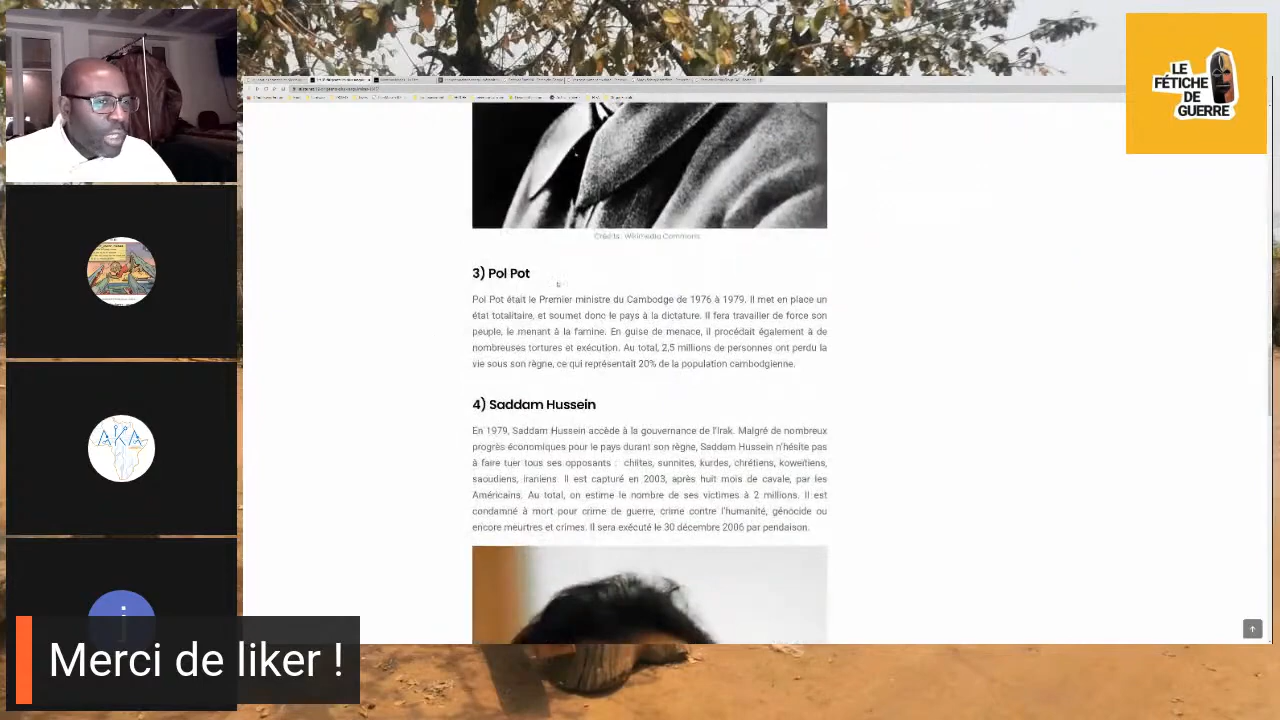 LE
FÉTICHE
DE
GUERRE
Crédits : Wikimedia Commons
3) Pol Pot
Pol Pot était le Premier ministre du Cambodge de 1976 à 1979. Il met en place un
état totalitaire, et soumet donc le pays à la dictature. Il fera travailler de force son
peuple, le menant à la famine. En guise de menace, il procédait également à de
nombreuses tortures et exécution. Au total, 2,5 millions de personnes ont perdu la
vie sous son règne, ce qui représentait 20% de la population cambodgienne.
4) Saddam Hussein
En 1979, Saddam Hussein accède à la gouvernance de l'Irak. Malgré de nombreux
progrès économiques pour le pays durant son règne, Saddam Hussein n'hésite pas
à faire tuer tous ses opposants : chiites, sunnites, kurdes, chrétiens, koweïtiens,
saoudiens, iraniens. Il est capturé en 2003, après huit mois de cavale, par les
Américains. Au total, on estime le nombre de ses victimes à 2 millions. Il est
condamné à mort pour crime de guerre, crime contre l'humanité, génocide ou
encore meurtres et crimes. Il sera exécuté le 30 décembre 2006 par pendaison.
AKA
j
Merci de liker !